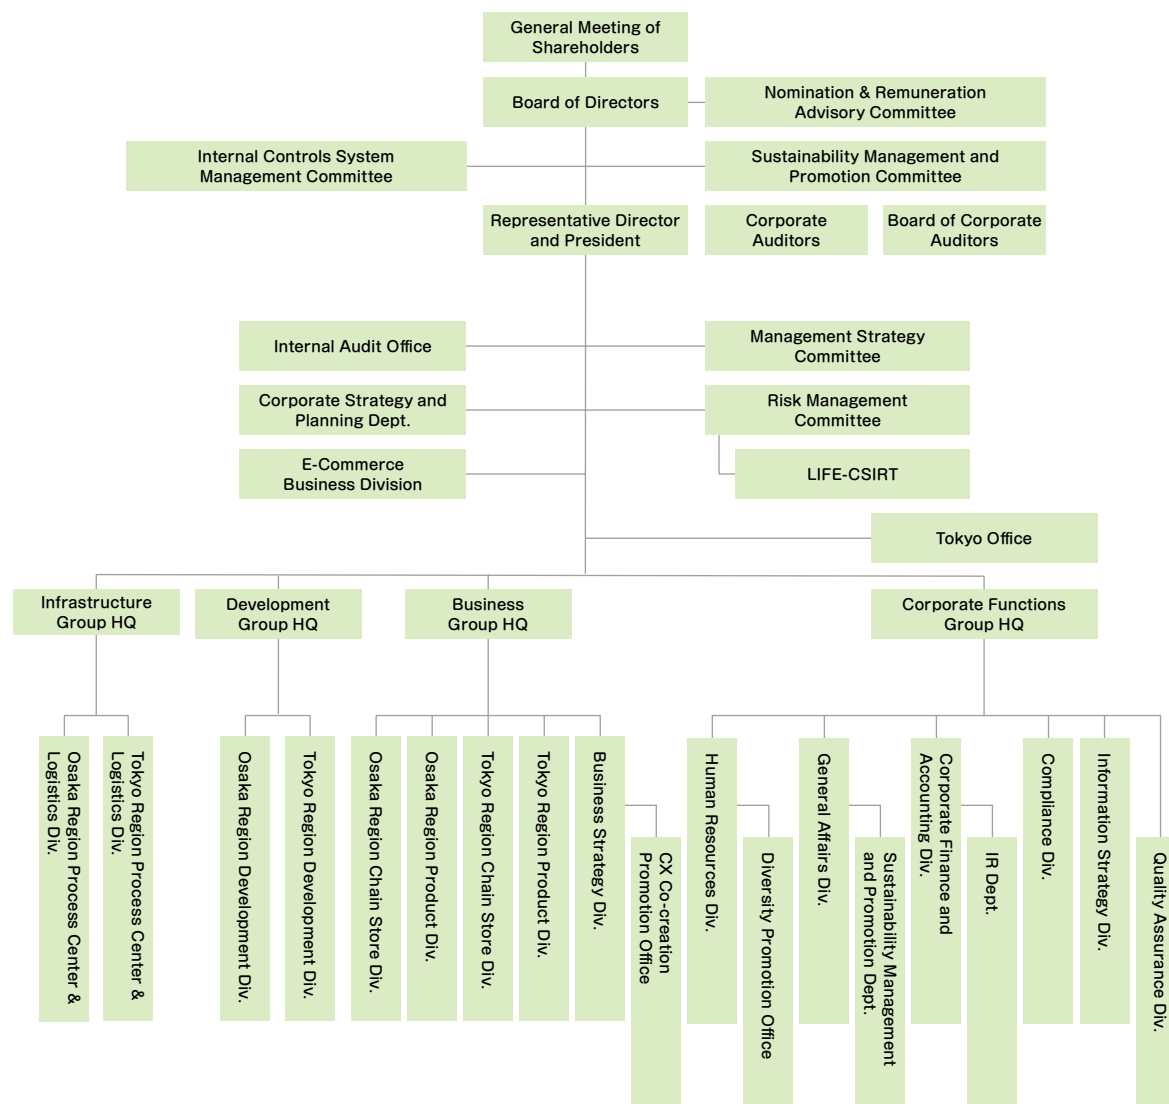 General Meeting of
Shareholders
Board of Directors
Nomination & Remuneration
Advisory Committee
Internal Controls System
Management Committee
Sustainability Management and
Promotion Committee
Representative Director
and President
Corporate
Auditors
Board of Corporate
Auditors
Internal Audit Office
Management Strategy
Committee
Corporate Strategy and
Planning Dept.
Risk Management
Committee
E-Commerce
Business Division
LIFE-CSIRT
Tokyo Office
Infrastructure
Group HQ
Development
Group HQ
Business
Group HQ
Corporate Functions
Group HQ
Osaka Region Process Center &
Logistics Div.
Tokyo Region Process Center &
Logistics Div.
Osaka Region Development Div.
Tokyo Region Development Div.
Osaka Region Chain Store Div.
Osaka Region Product Div.
Tokyo Region Chain Store Div.
Tokyo Region Product Div.
Business Strategy Div.
CX Co-creation
Promotion Office
Human Resources Div.
Diversity Promotion Office
General Affairs Div.
Sustainability Management
and Promotion Dept.
Corporate Finance and
Accounting Div.
IR Dept.
Compliance Div.
Information Strategy Div.
Quality Assurance Div.